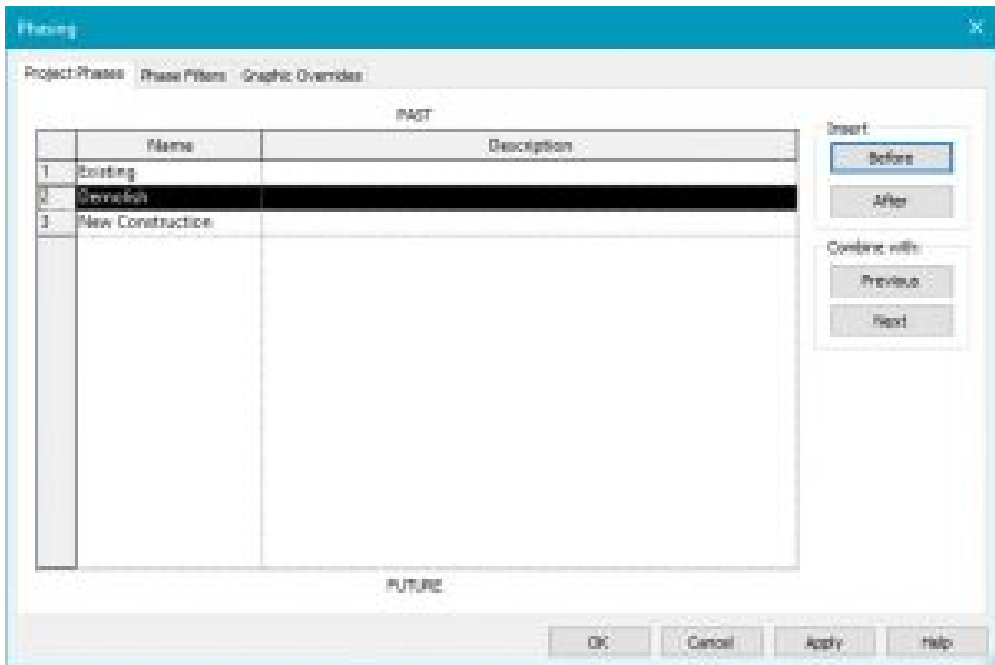 Phasing
Project Phases Phase Filters Graphic Overrides
PAST
Name Description
1 Existing
2 Demolish
3 New Construction
FUTURE
Insert
Before
After
Combine with:
Previous
Next
OK Cancel Apply Help